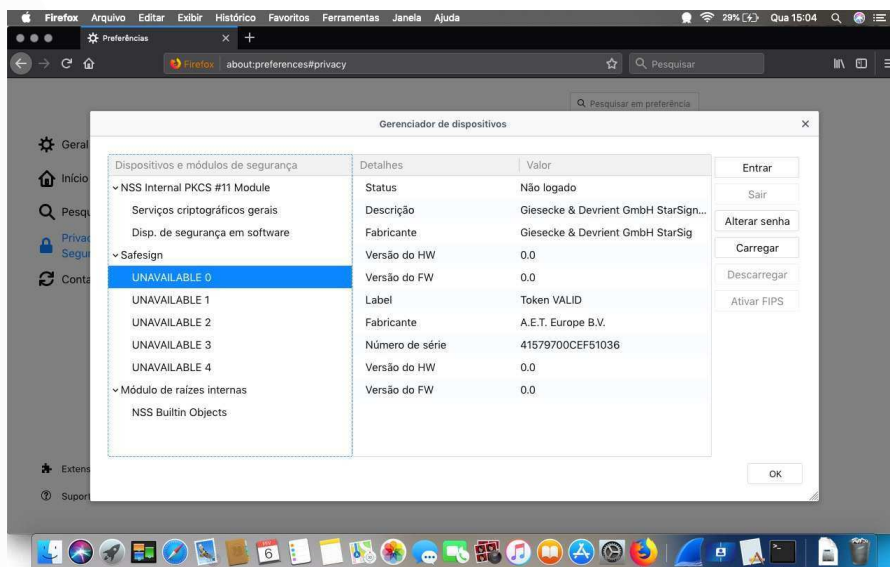 Firefox Arquivo Editar Exibir Histórico Favoritos Ferramentas Janela Ajuda 29% Qua 15:04
Preferências
Firefox about:preferences#privacy Pesquisar
Pesquisar em preferência
Gerenciador de dispositivos
Geral
Início
Pesqu
Privac
Segur
Conta
Extens
Suport
Dispositivos e módulos de segurança Detalhes Valor
NSS Internal PKCS #11 Module Status Não logado
Serviços criptográficos gerais Descrição Giesecke & Devrient GmbH StarSign...
Disp. de segurança em software Fabricante Giesecke & Devrient GmbH StarSig
Safesign Versão do HW 0.0
UNAVAILABLE 0 Versão do FW 0.0
UNAVAILABLE 1 Label Token VALID
UNAVAILABLE 2 Fabricante A.E.T. Europe B.V.
UNAVAILABLE 3 Número de série 41579700CEF51036
UNAVAILABLE 4 Versão do HW 0.0
Módulo de raízes internas Versão do FW 0.0
NSS Builtin Objects
Entrar
Sair
Alterar senha
Carregar
Descarregar
Ativar FIPS
OK
6